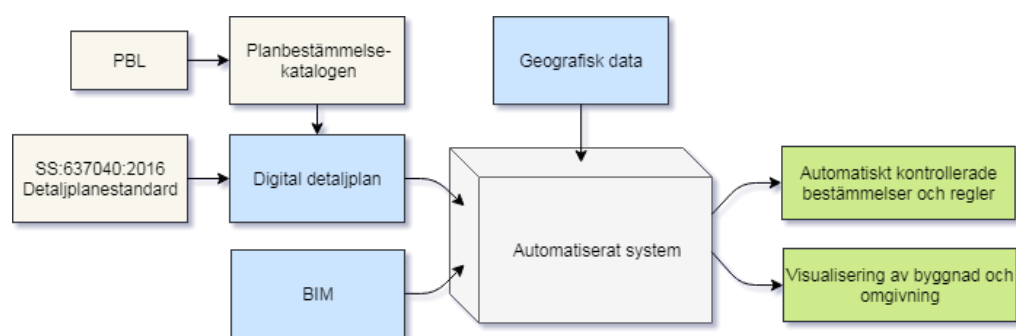 PBL
Planbestämmelse-
katalogen
Geografisk data
SS:637040:2016
Detaljplanestandard
Digital detaljplan
BIM
Automatiserat system
Automatiskt kontrollerade
bestämmelser och regler
Visualisering av byggnad och
omgivning